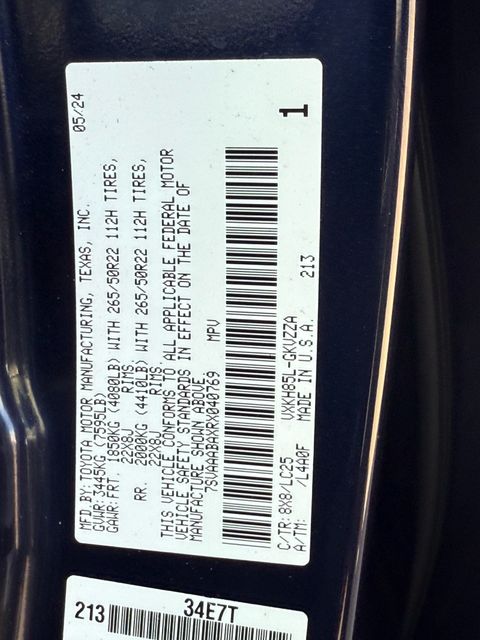 MFD.BY:TOYOTA MOTOR MANUFACTURING, TEXAS, INC. 05/24
GVWR:3445KG (7595LB)
GAWR:FRT. 1850KG (4080LB) WITH 265/50R22 112H TIRES,
22X8J RIMS,
RR. 2000KG (4410LB) WITH 265/50R22 112H TIRES,
22X8J RIMS
THIS VEHICLE CONFORMS TO ALL APPLICABLE FEDERAL MOTOR
VEHICLE SAFETY STANDARDS IN EFFECT ON THE DATE OF
MANUFACTURE SHOWN ABOVE
7SVAAABAXRX040769 MPV
C/TR:8X8/LC25 VXKH85L-GKVZZA 213 1
A/TM: /L4A0F MADE IN U.S.A.
213 34E7T